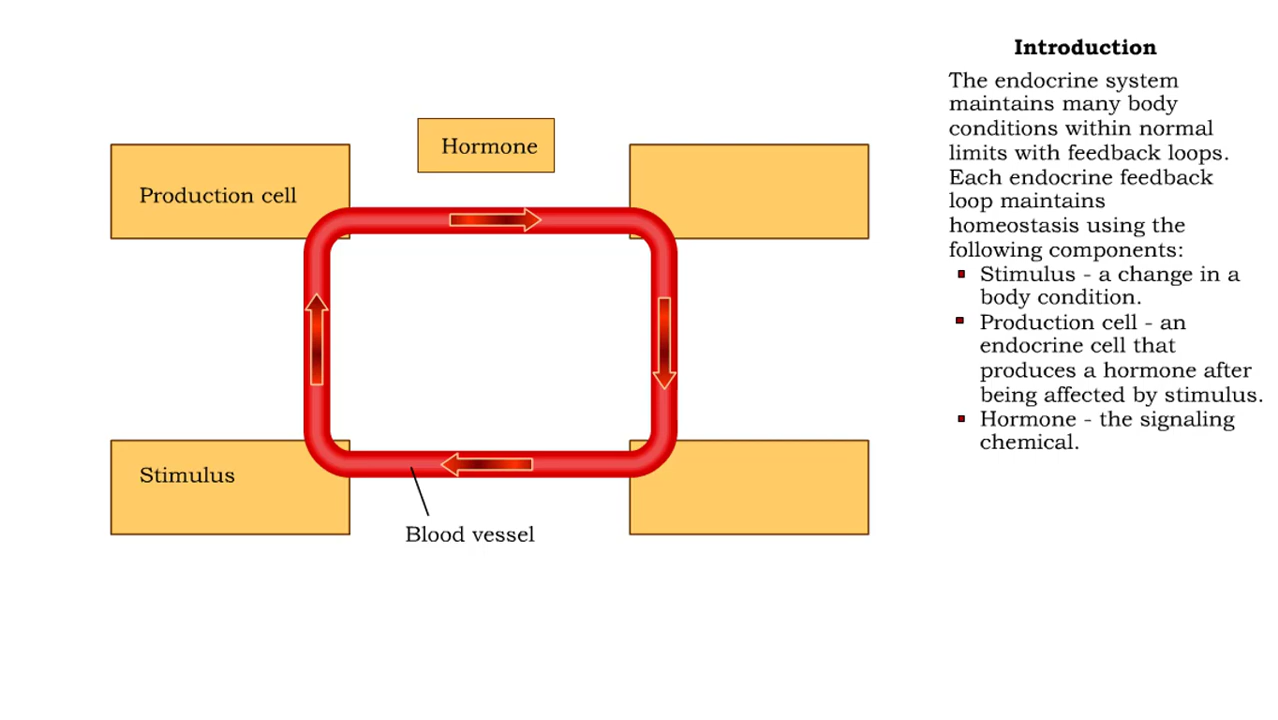 Introduction
The endocrine system
maintains many body
conditions within normal
limits with feedback loops.
Each endocrine feedback
loop maintains
homeostasis using the
following components:
Stimulus - a change in a
body condition.
Production cell - an
endocrine cell that
produces a hormone after
being affected by stimulus.
Hormone - the signaling
chemical.
Hormone
Production cell
Stimulus
Blood vessel